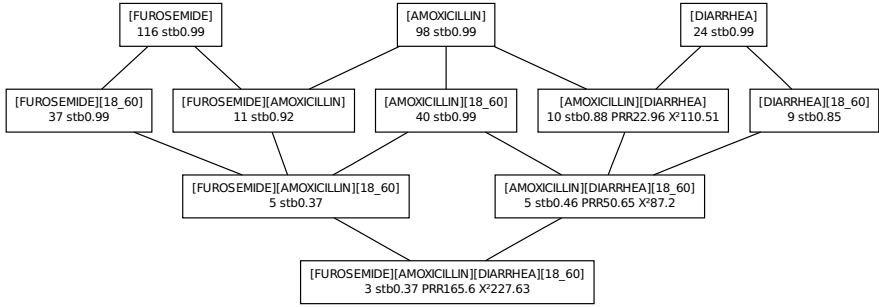 [FUROSEMIDE]
116 stb0.99
[AMOXICILLIN]
98 stb0.99
[DIARRHEA]
24 stb0.99
[FUROSEMIDE][18_60]
37 stb0.99
[FUROSEMIDE][AMOXICILLIN]
11 stb0.92
[AMOXICILLIN][18_60]
40 stb0.99
[AMOXICILLIN][DIARRHEA]
10 stb0.88 PRR22.96 X²110.51
[DIARRHEA][18_60]
9 stb0.85
[FUROSEMIDE][AMOXICILLIN][18_60]
5 stb0.37
[AMOXICILLIN][DIARRHEA][18_60]
5 stb0.46 PRR50.65 X²87.2
[FUROSEMIDE][AMOXICILLIN][DIARRHEA][18_60]
3 stb0.37 PRR165.6 X²227.63